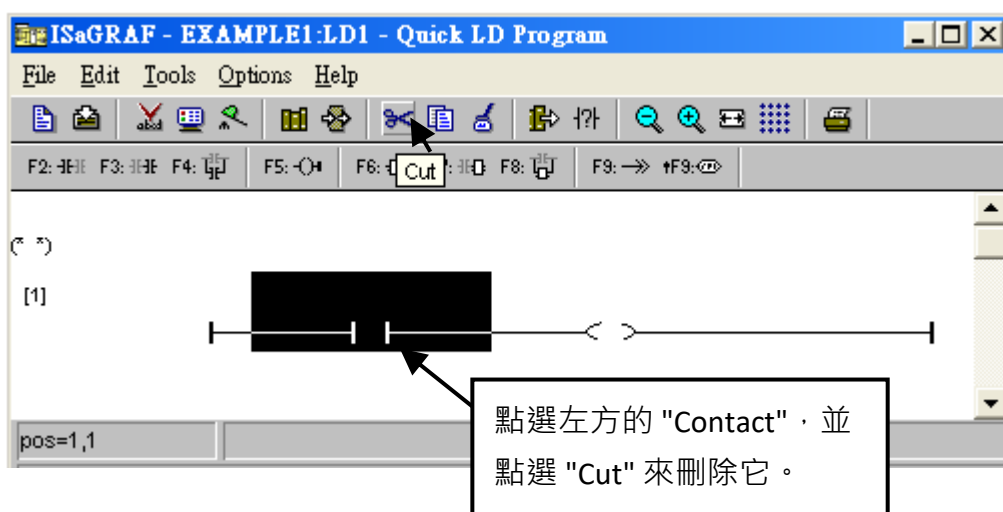 ISaGRAF - EXAMPLE1:LD1 - Quick LD Program
File Edit Tools Options Help
F2: F3: F4: F5: F6: F8: F9: F9:
Cut
(* *)
[1]
點選左方的 "Contact"，並
點選 "Cut" 來刪除它。
pos=1,1